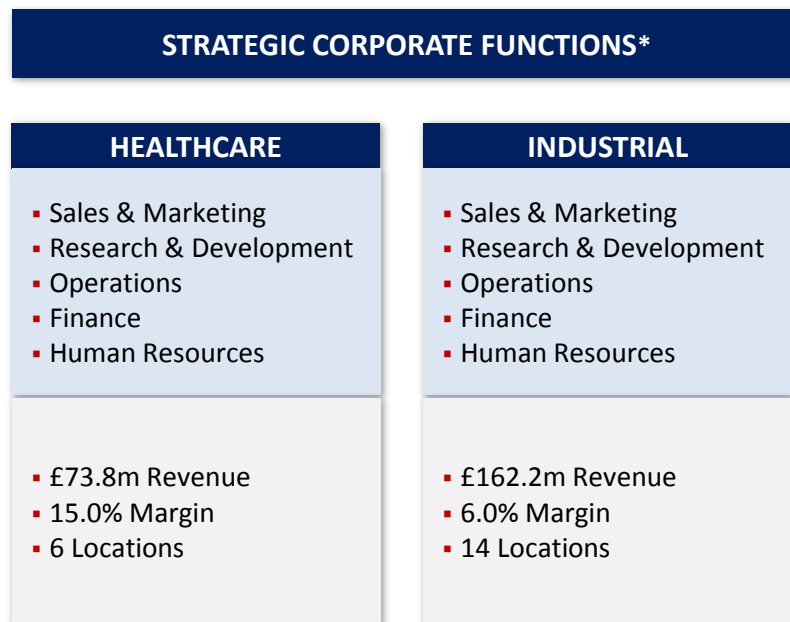 STRATEGIC CORPORATE FUNCTIONS*
HEALTHCARE
▪ Sales & Marketing
▪ Research & Development
▪ Operations
▪ Finance
▪ Human Resources
▪ £73.8m Revenue
▪ 15.0% Margin
▪ 6 Locations
INDUSTRIAL
▪ Sales & Marketing
▪ Research & Development
▪ Operations
▪ Finance
▪ Human Resources
▪ £162.2m Revenue
▪ 6.0% Margin
▪ 14 Locations